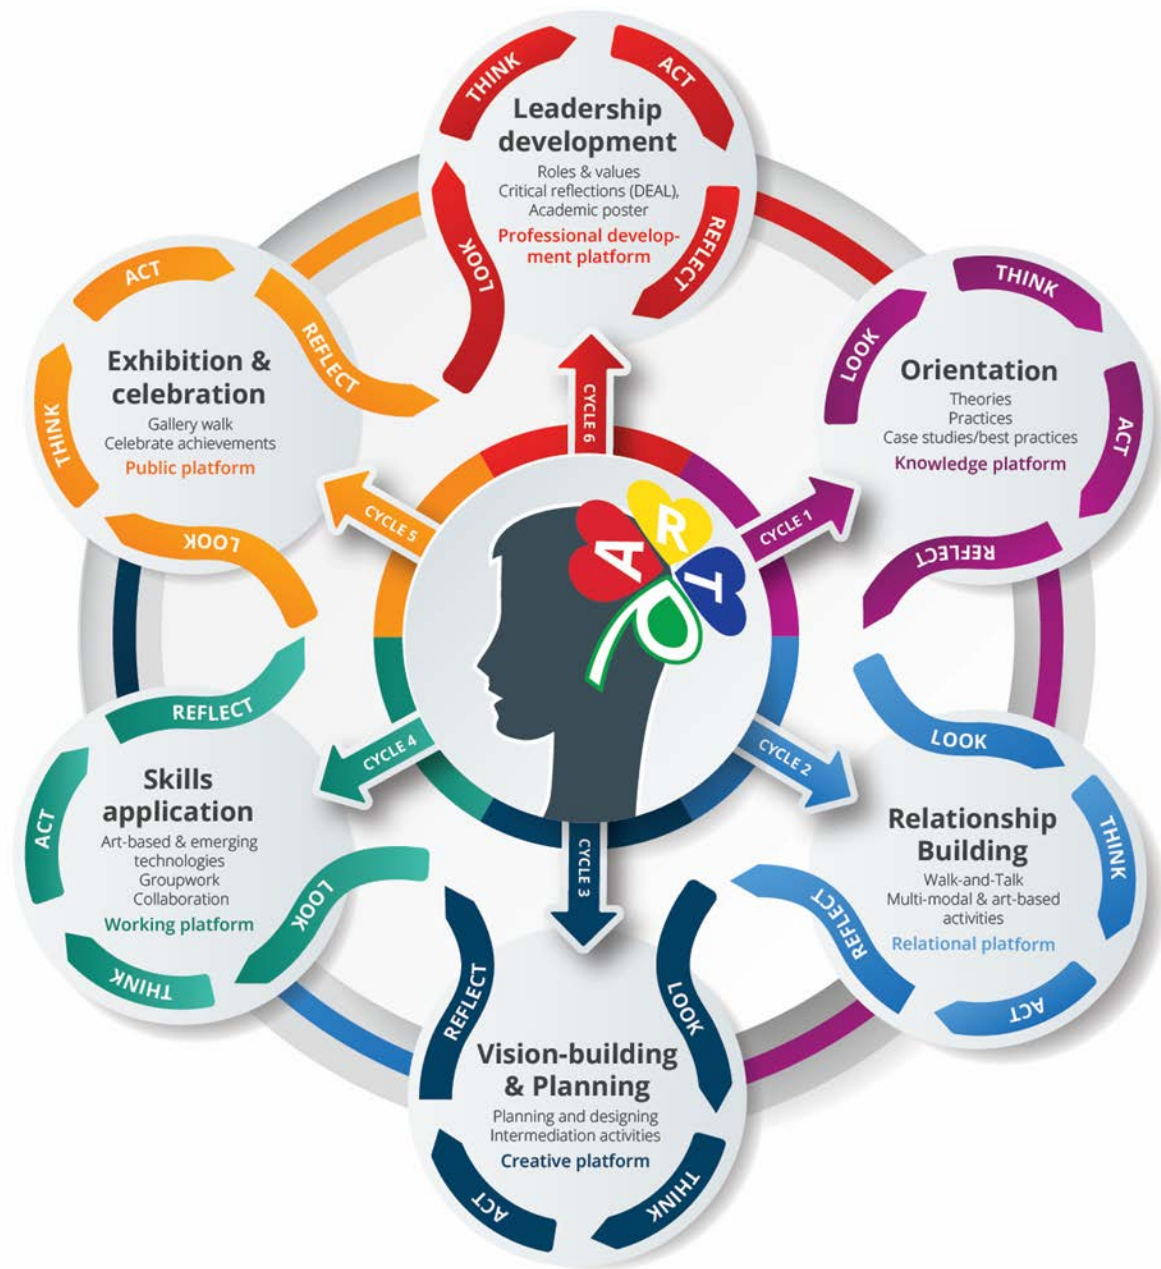 THINK
ACT
Leadership
development
Roles & values
Critical reflections (DEAL),
Academic poster
Professional develop-
ment platform
REFLECT
LOOK
CYCLE 6
LOOK
THINK
ACT
Orientation
Theories
Practices
Case studies/best practices
Knowledge platform
REFLECT
CYCLE 1
LOOK
THINK
Relationship
Building
Walk-and-Talk
Multi-modal & art-based
activities
Relational platform
ACT
REFLECT
CYCLE 2
LOOK
THINK
Vision-building
& Planning
Planning and designing
Intermediation activities
Creative platform
ACT
REFLECT
CYCLE 3
LOOK
THINK
ACT
Skills
application
Art-based & emerging
technologies
Groupwork
Collaboration
Working platform
REFLECT
CYCLE 4
LOOK
THINK
ACT
Exhibition &
celebration
Gallery walk
Celebrate achievements
Public platform
REFLECT
CYCLE 5
P
A
R
T